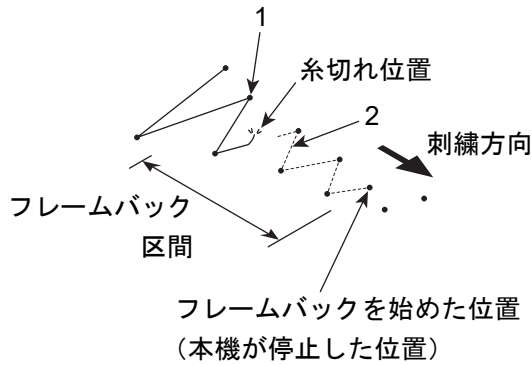 1
糸切れ位置
2
刺繍方向
フレームバック
区間
フレームバックを始めた位置
（本機が停止した位置）